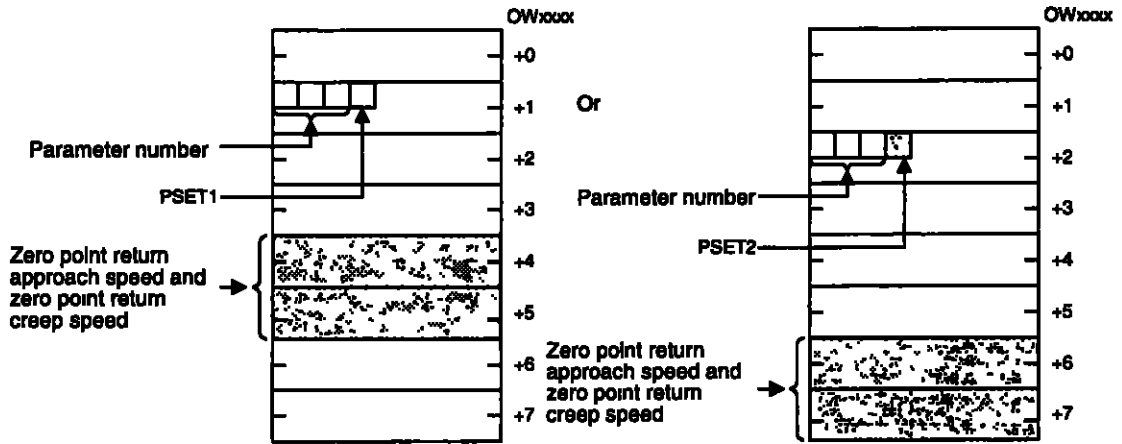 OWxxxx
+0
+1
Parameter number
+2
PSET1
+3
Zero point return
approach speed and
zero point return
creep speed
+4
+5
+6
+7
Or
OWxxxx
+0
+1
+2
Parameter number
+3
PSET2
+4
+5
Zero point return
approach speed and
zero point return
creep speed
+6
+7